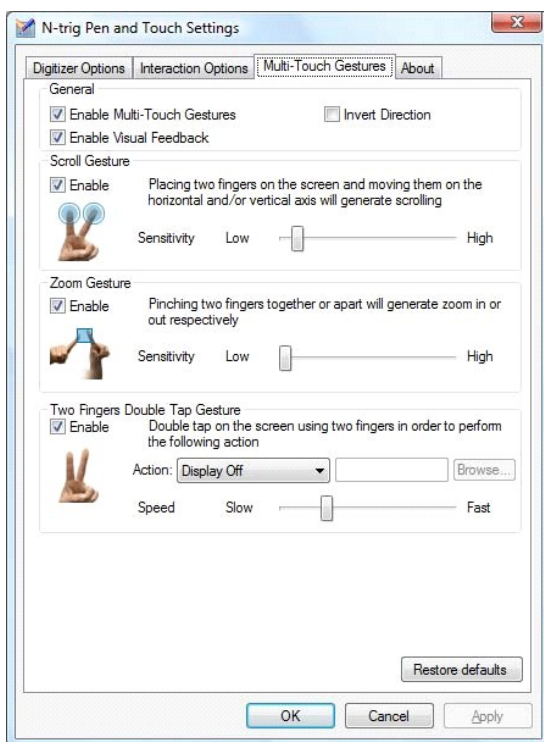 N-trig Pen and Touch Settings
Digitizer Options Interaction Options Multi-Touch Gestures About
General
Enable Multi-Touch Gestures Invert Direction
Enable Visual Feedback
Scroll Gesture
Enable Placing two fingers on the screen and moving them on the
horizontal and/or vertical axis will generate scrolling
Sensitivity Low High
Zoom Gesture
Enable Pinching two fingers together or apart will generate zoom in or
out respectively
Sensitivity Low High
Two Fingers Double Tap Gesture
Enable Double tap on the screen using two fingers in order to perform
the following action
Action: Display Off Browse...
Speed Slow Fast
Restore defaults
OK Cancel Apply